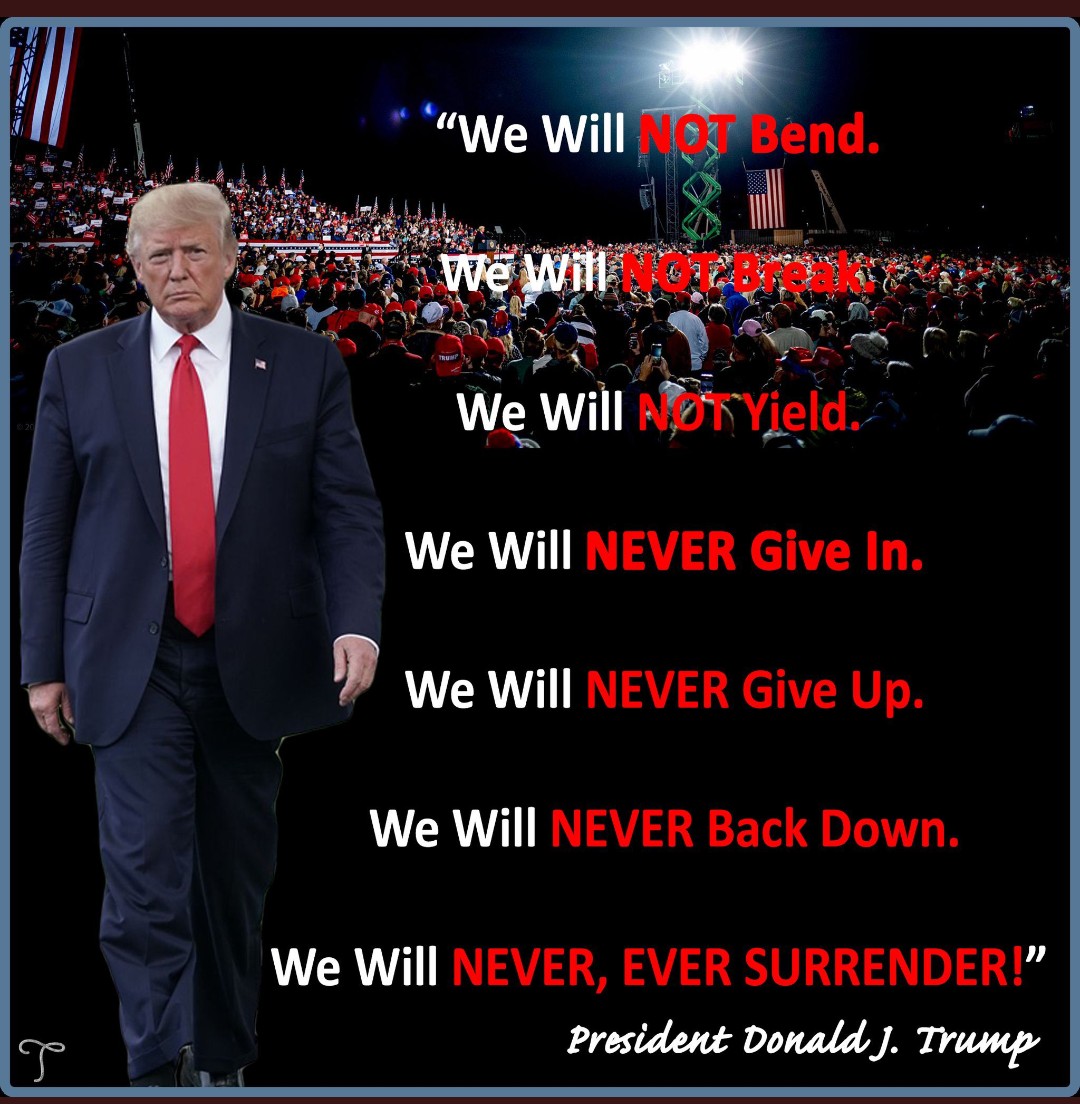 “We Will NOT Bend.
We Will NOT Break.
We Will NOT Yield.
We Will NEVER Give In.
We Will NEVER Give Up.
We Will NEVER Back Down.
We Will NEVER, EVER SURRENDER!”
President Donald J. Trump
T
TRUMP